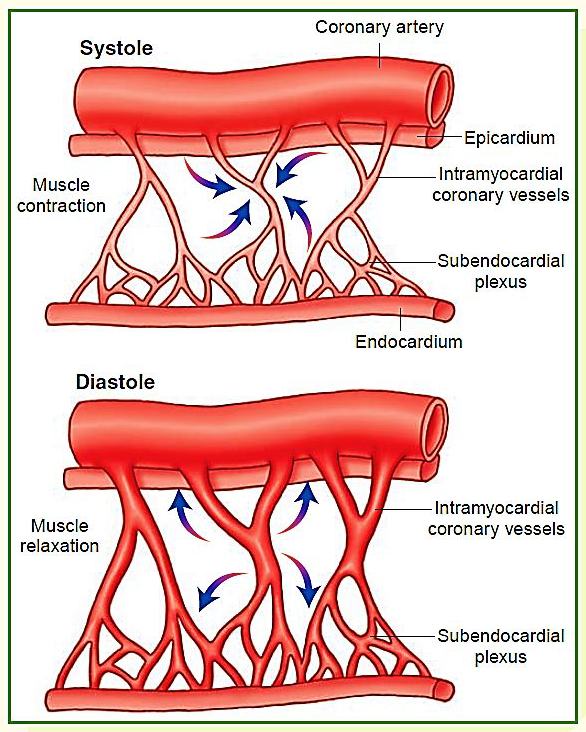 Coronary artery
Systole
Epicardium
Muscle
contraction
Intramyocardial
coronary vessels
Subendocardial
plexus
Endocardium
Diastole
Muscle
relaxation
Intramyocardial
coronary vessels
Subendocardial
plexus